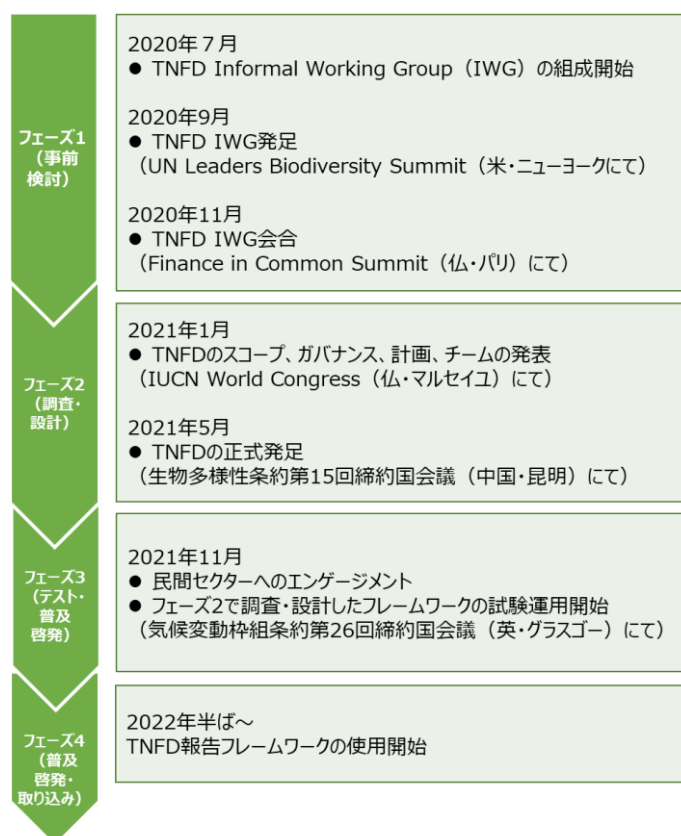 フェーズ1
（事前
検討）
2020年７月
● TNFD Informal Working Group（IWG）の組成開始
2020年9月
● TNFD IWG発足
（UN Leaders Biodiversity Summit（米・ニューヨークにて）
2020年11月
● TNFD IWG会合
（Finance in Common Summit（仏・パリ）にて）
フェーズ2
（調査・
設計）
2021年1月
● TNFDのスコープ、ガバナンス、計画、チームの発表
（IUCN World Congress（仏・マルセイユ）にて）
2021年5月
● TNFDの正式発足
（生物多様性条約第15回締約国会議（中国・昆明）にて）
フェーズ3
（テスト・
普及
啓発）
2021年11月
● 民間セクターへのエンゲージメント
● フェーズ2で調査・設計したフレームワークの試験運用開始
（気候変動枠組条約第26回締約国会議（英・グラスゴー）にて）
フェーズ4
（普及
啓発・
取り込み）
2022年半ば～
TNFD報告フレームワークの使用開始